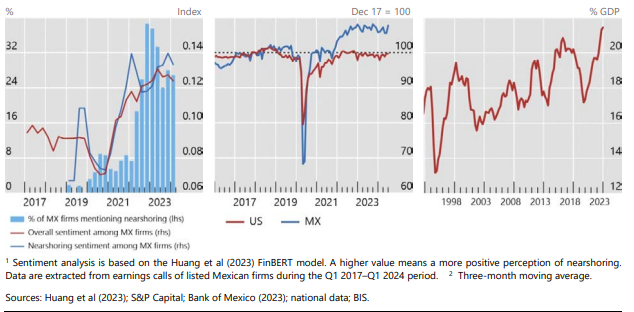 % Index
Dec 17 = 100
% GDP
32 0.14
24 0.12
16 0.10
8 0.08
0 0.06
2017 2019 2021 2023
100
90
80
70
60
2017 2019 2021 2023
20
18
16
14
12
1998 2003 2008 2013 2018 2023
% of MX firms mentioning nearshoring (lhs)
Overall sentiment among MX firms (rhs)
Nearshoring sentiment among MX firms (rhs)
US MX
1 Sentiment analysis is based on the Huang et al (2023) FinBERT model. A higher value means a more positive perception of nearshoring.
Data are extracted from earnings calls of listed Mexican firms during the Q1 2017–Q1 2024 period. 2 Three-month moving average.
Sources: Huang et al (2023); S&P Capital; Bank of Mexico (2023); national data; BIS.